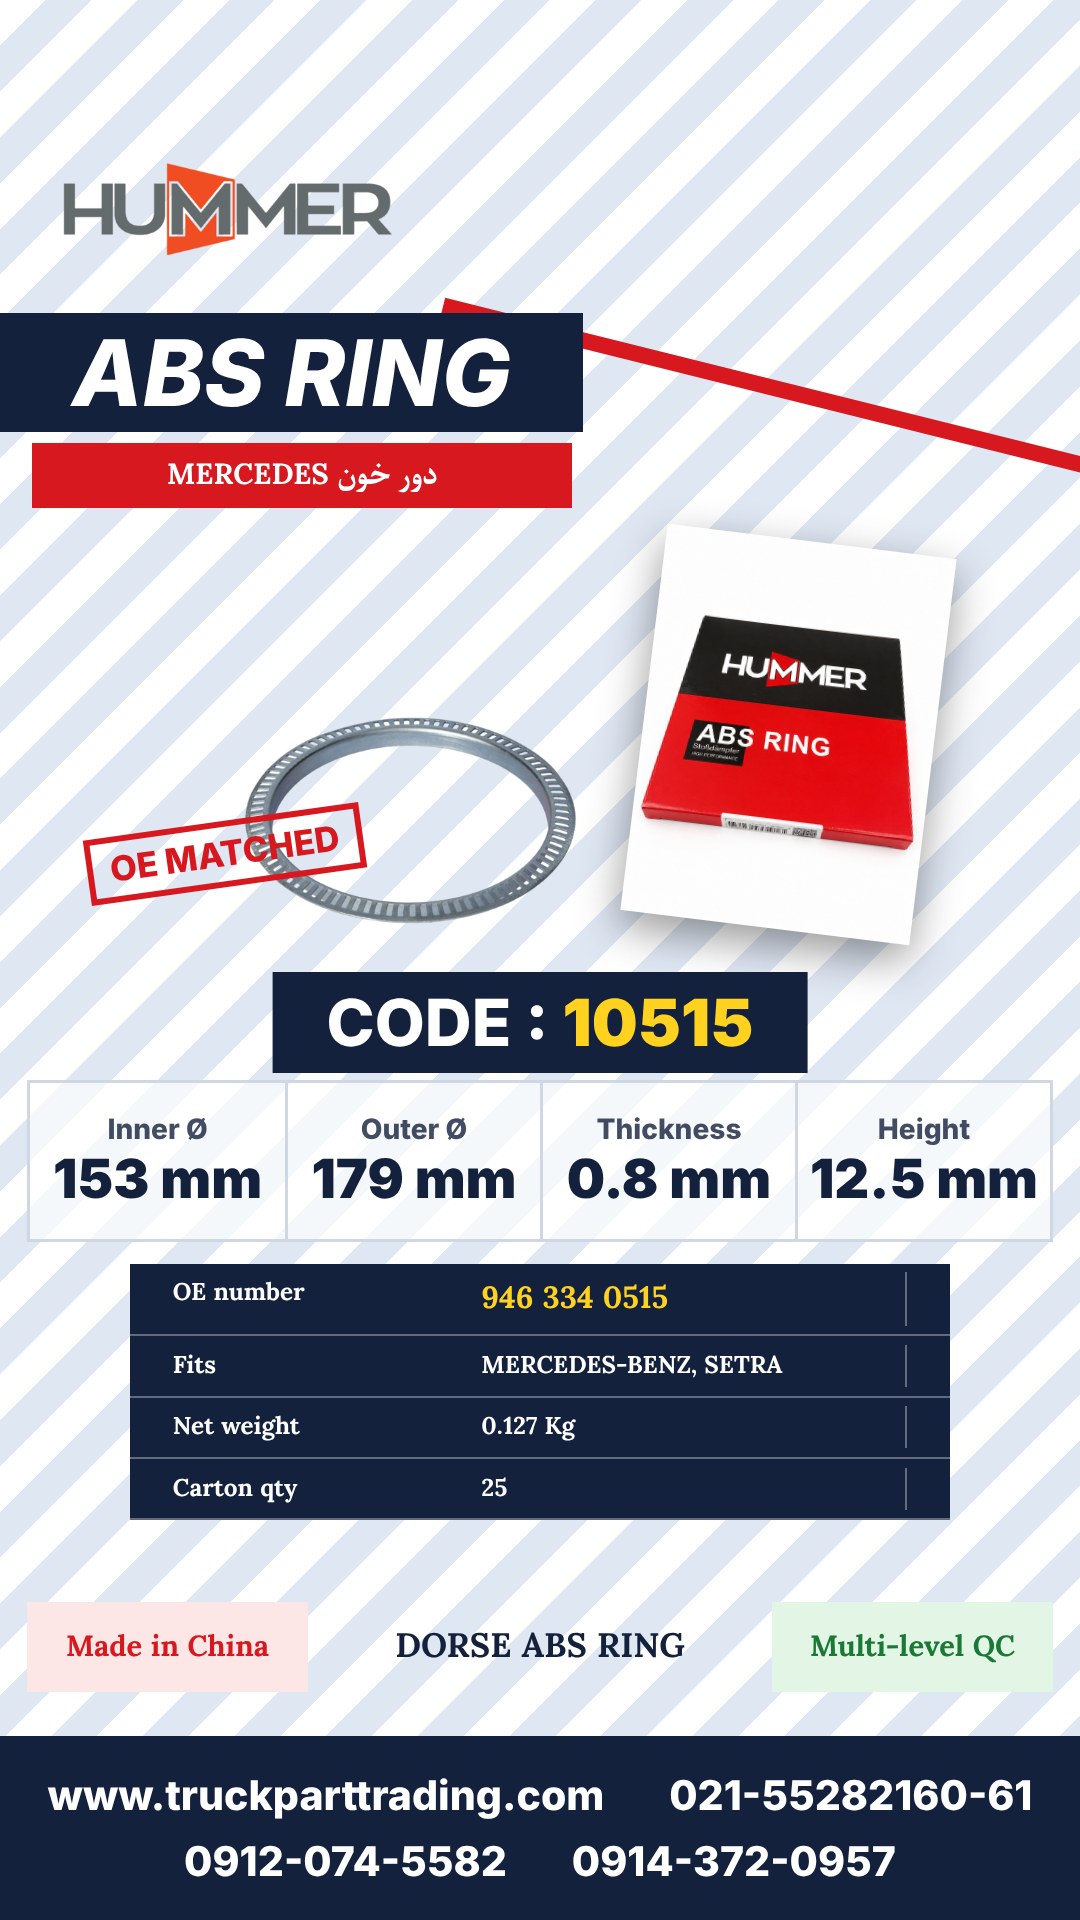 HUMMER
ABS RING
MERCEDES دور خون
HUMMER
ABS RING
Stoßdämpfer
HIGH PERFORMANCE
OE MATCHED
CODE : 10515
Inner Ø
153 mm
Outer Ø
179 mm
Thickness
0.8 mm
Height
12.5 mm
OE number 946 334 0515
Fits MERCEDES-BENZ, SETRA
Net weight 0.127 Kg
Carton qty 25
Made in China
DORSE ABS RING
Multi-level QC
www.truckparttrading.com 021-55282160-61
0912-074-5582 0914-372-0957